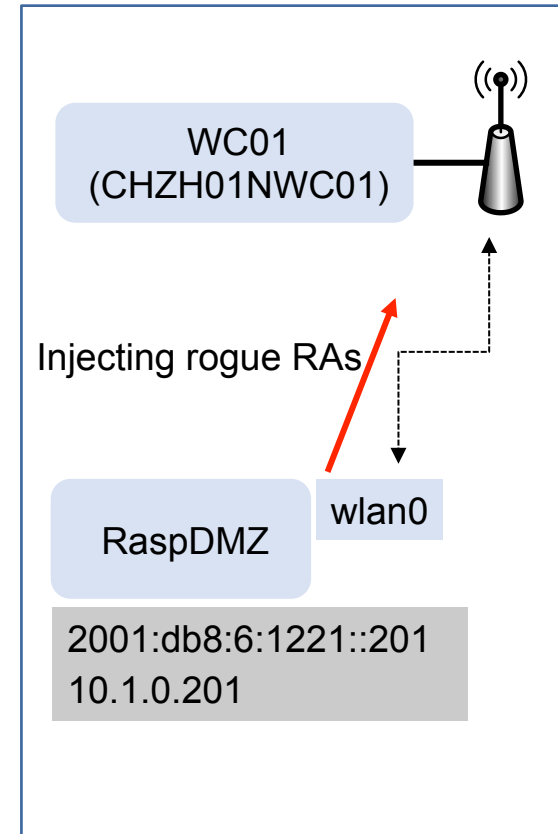 WC01
(CHZH01NWC01)
Injecting rogue RAs
wlan0
RaspDMZ
2001:db8:6:1221::201
10.1.0.201